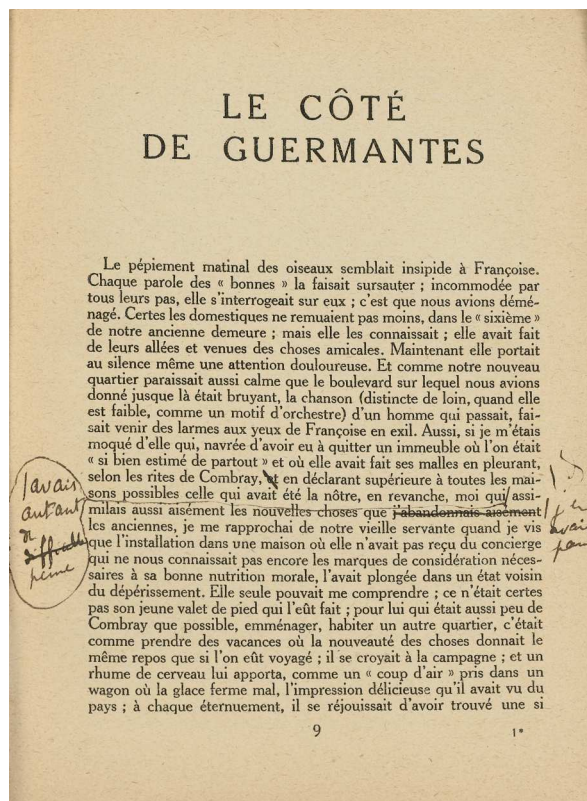 LE CÔTÉ
DE GUERMANTES
Le pépiement matinal des oiseaux semblait insipide à Françoise.
Chaque parole des « bonnes » la faisait sursauter ; incommodée par
tous leurs pas, elle s'interrogeait sur eux ; c'est que nous avions démé-
nagé. Certes les domestiques ne remuaient pas moins, dans le « sixième »
de notre ancienne demeure ; mais elle les connaissait ; elle avait fait
de leurs allées et venues des choses amicales. Maintenant elle portait
au silence même une attention douloureuse. Et comme notre nouveau
quartier paraissait aussi calme que le boulevard sur lequel nous avions
donné jusque là était bruyant, la chanson (distincte de loin, quand elle
est faible, comme un motif d'orchestre) d'un homme qui passait, fai-
sait venir des larmes aux yeux de Françoise en exil. Aussi, si je m'étais
moqué d'elle qui, navrée d'avoir eu à quitter un immeuble où l'on était
« si bien estimé de partout » et où elle avait fait ses malles en pleurant,
selon les rites de Combray, et en déclarant supérieure à toutes les mai-
sons possibles celle qui avait été la nôtre, en revanche, moi qui assi-
milais aussi aisément les nouvelles choses que j'abandonnais aisément
les anciennes, je me rapprochai de notre vieille servante quand je vis
que l'installation dans une maison où elle n'avait pas reçu du concierge
qui ne nous connaissait pas encore les marques de considération néces-
saires à sa bonne nutrition morale, l'avait plongée dans un état voisin
du dépérissement. Elle seule pouvait me comprendre ; ce n'était certes
pas son jeune valet de pied qui l'eût fait ; pour lui qui était aussi peu de
Combray que possible, emménager, habiter un autre quartier, c'était
comme prendre des vacances où la nouveauté des choses donnait le
même repos que si l'on eût voyagé ; il se croyait à la campagne ; et un
rhume de cerveau lui apporta, comme un « coup d'air » pris dans un
wagon où la glace ferme mal, l'impression délicieuse qu'il avait vu du
pays ; à chaque éternuement, il se réjouissait d'avoir trouvé une si
9
1*
j'avais
autant
de
peine
avais